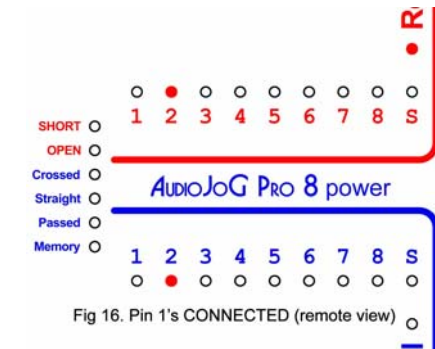 R
1 2 3 4 5 6 7 8 S
SHORT
OPEN
Crossed
Straight
Passed
Memory
AUDIOJOG PRO 8 power
1 2 3 4 5 6 7 8 S
Fig 16. Pin 1's CONNECTED (remote view)